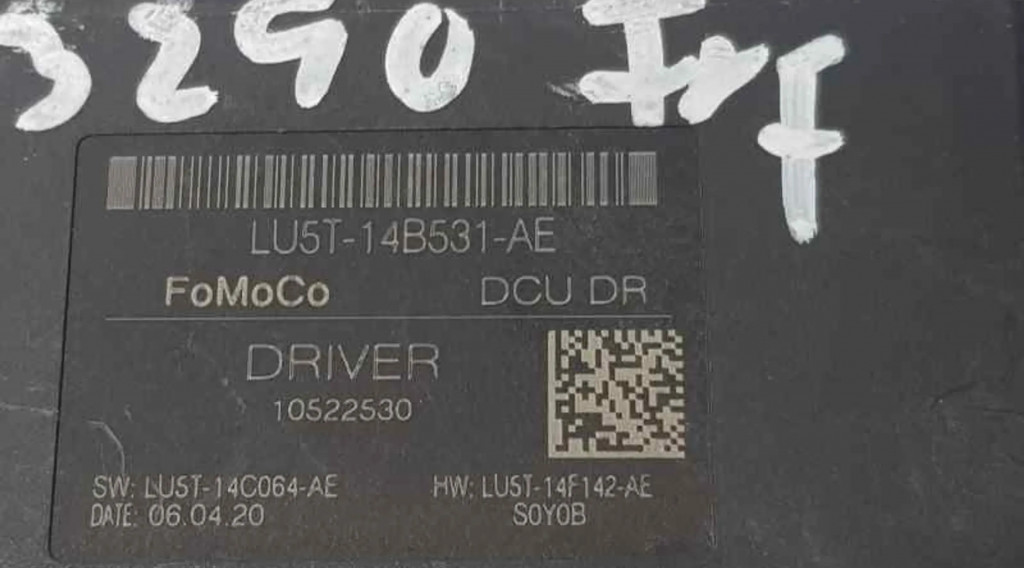 3290
LU5T-14B531-AE
FoMoCo DCU DR
DRIVER
10522530
SW: LU5T-14C064-AE HW: LU5T-14F142-AE
DATE: 06.04.20 S0Y0B